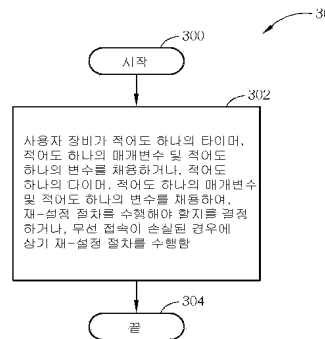 300
시작
302
사용자 장비가 적어도 하나의 타이머,
적어도 하나의 매개변수 및 적어도
하나의 변수를 채용하거나, 적어도
하나의 다이머, 적어도 하나의 매개변수
및 적어도 하나의 변수를 채용하여,
재-설정 절차를 수행해야 할지를 결정
하거나, 무선 접속이 손실된 경우에
상기 재-설정 절차를 수행함
304
끝